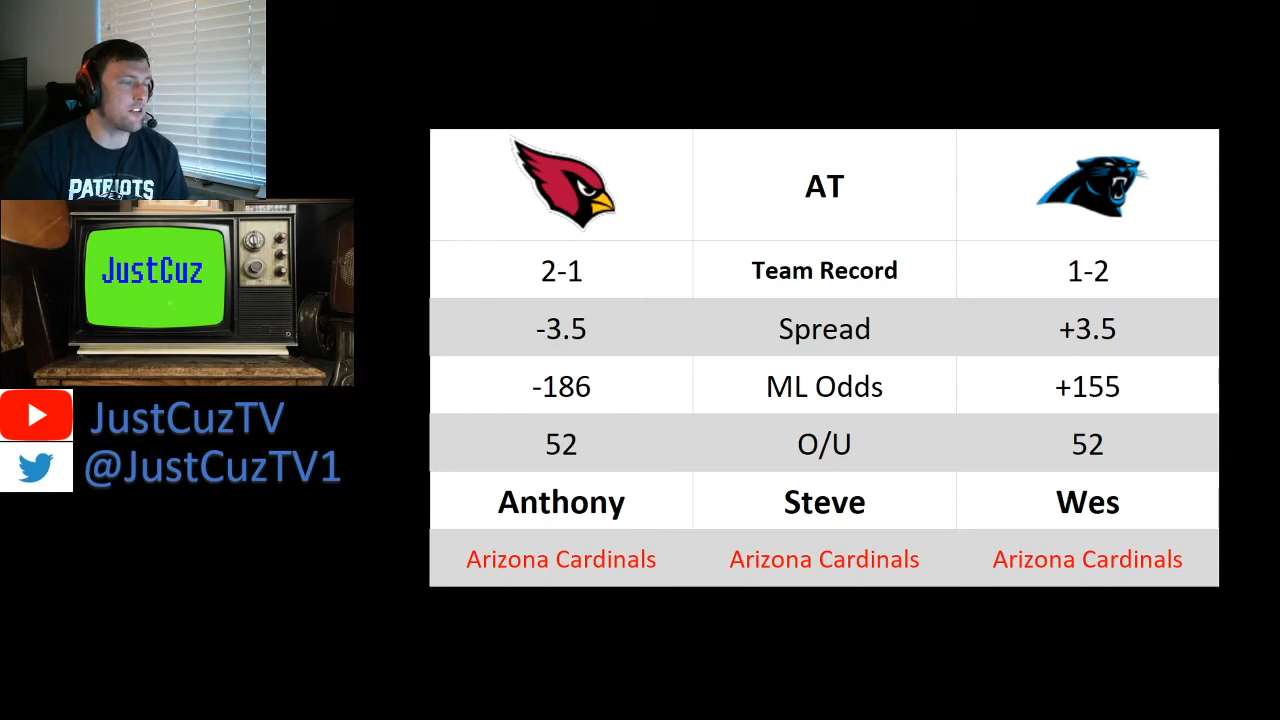 PATRIOTS
JustCuz
JustCuzTV
@JustCuzTV1
AT
2-1 Team Record 1-2
-3.5 Spread +3.5
-186 ML Odds +155
52 O/U 52
Anthony Steve Wes
Arizona Cardinals Arizona Cardinals Arizona Cardinals